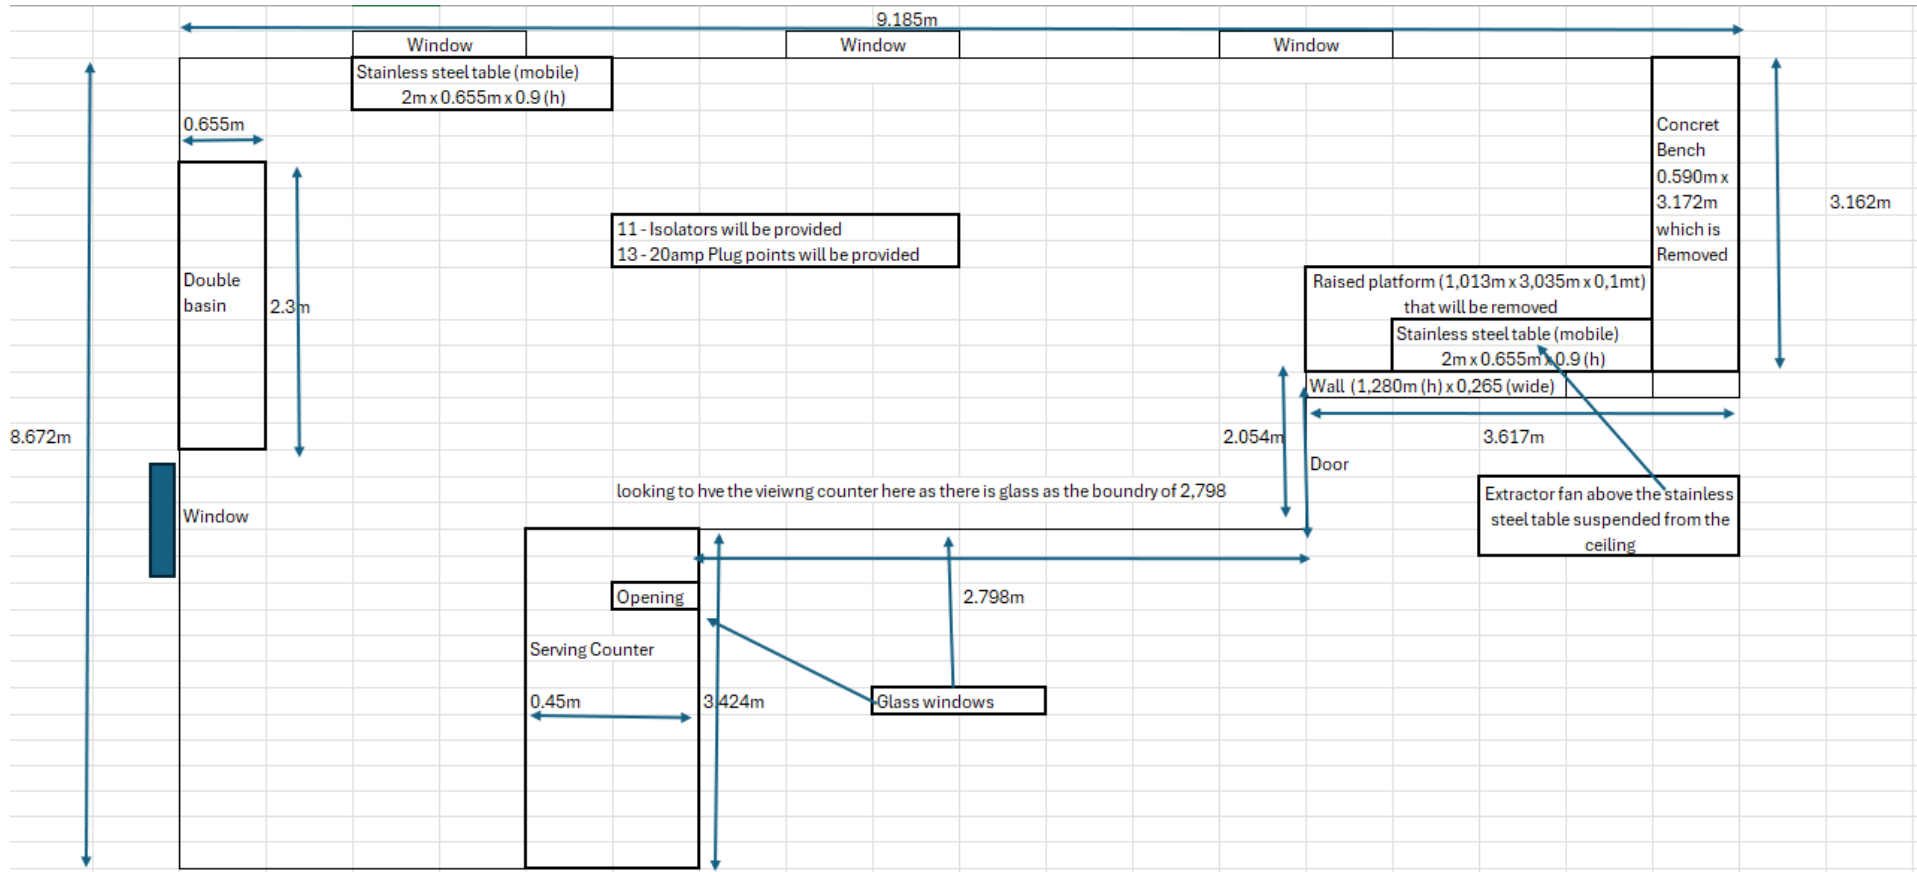 9.185m
Window
Window
Window
Stainless steel table (mobile)
2m x 0.655m x 0.9 (h)
0.655m
Concret
Bench
0.590m x
3.172m
which is
Removed
3.162m
11 - Isolators will be provided
13 - 20amp Plug points will be provided
Double
basin
2.3m
Raised platform (1,013m x 3,035m x 0,1mt)
that will be removed
Stainless steel table (mobile)
2m x 0.655m x 0.9 (h)
Wall (1,280m (h) x 0,265 (wide)
8.672m
2.054m
3.617m
Door
looking to hve the vieiwng counter here as there is glass as the boundry of 2,798
Extractor fan above the stainless
steel table suspended from the
ceiling
Window
Opening
2.798m
Serving Counter
0.45m
3.424m
Glass windows